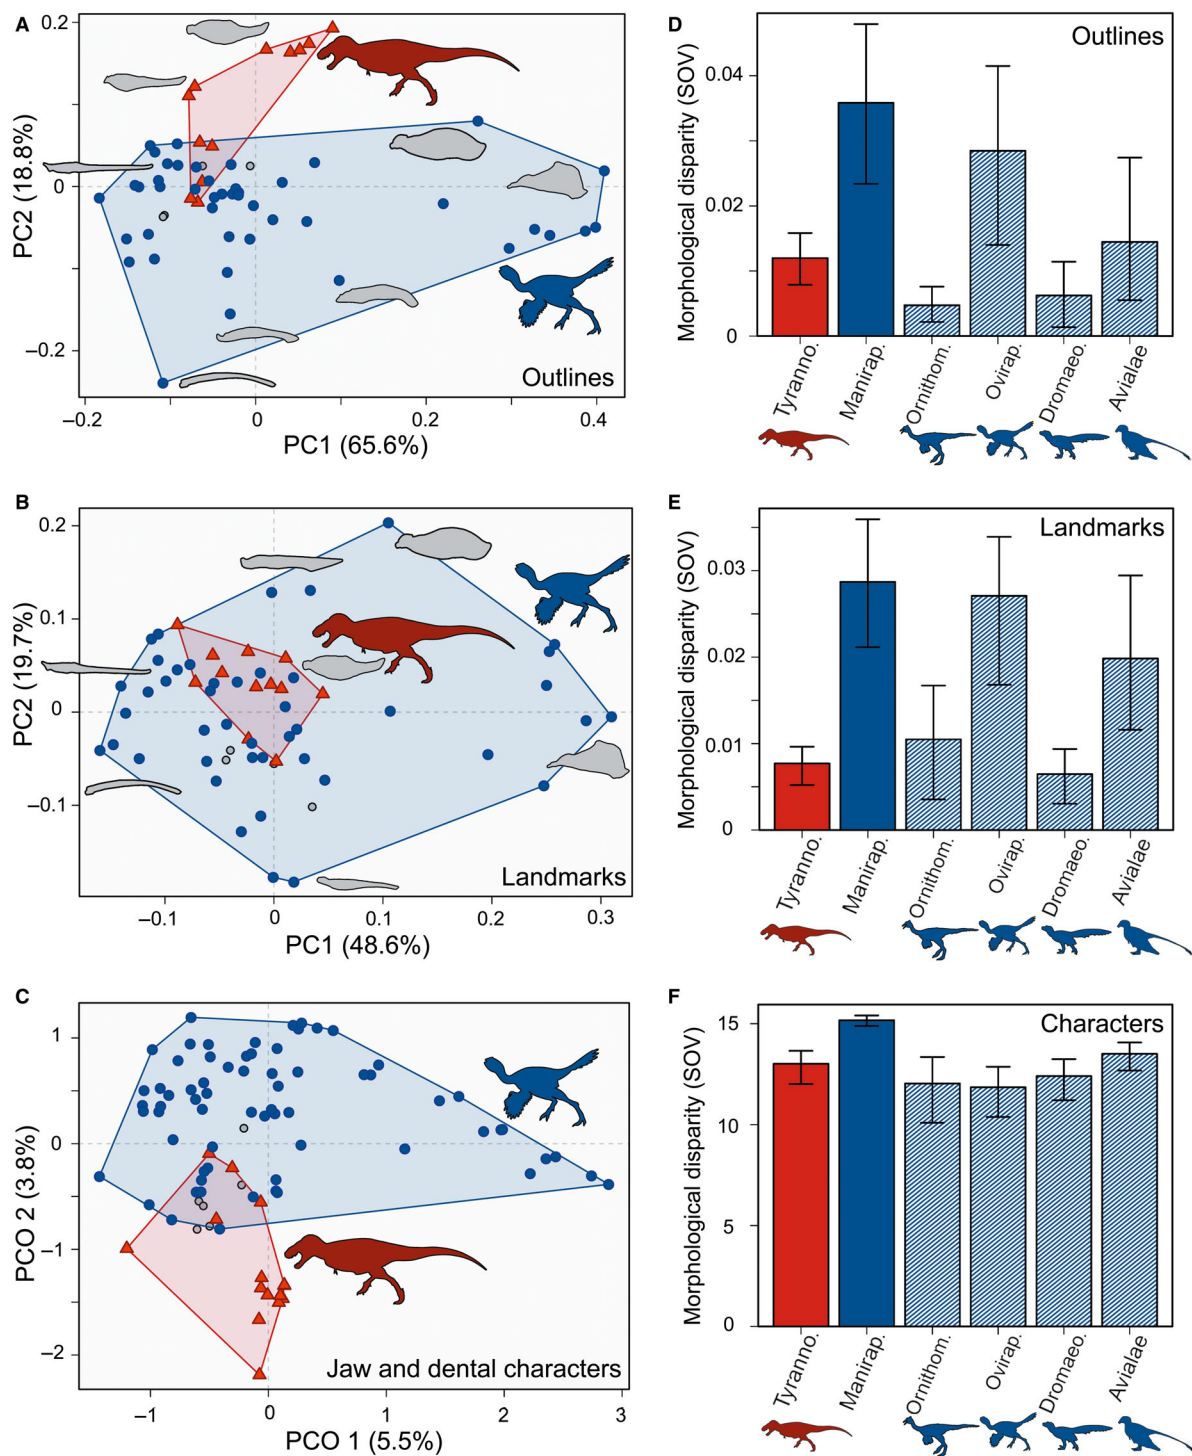 A
0.2
0
−0.2
PC2 (18.8%)
−0.2
0
0.2
0.4
PC1 (65.6%)
Outlines
B
0.2
0.1
0
−0.1
PC2 (19.7%)
−0.1
0
0.1
0.2
0.3
PC1 (48.6%)
Landmarks
C
1
0
−1
−2
PCO 2 (3.8%)
−1
0
1
2
3
PCO 1 (5.5%)
Jaw and dental characters
D
Outlines
Morphological disparity (SOV)
0.04
0.02
0
Tyranno.
Manirap.
Ornithom.
Ovirap.
Dromaeo.
Avialae
E
Landmarks
Morphological disparity (SOV)
0.03
0.02
0.01
0
Tyranno.
Manirap.
Ornithom.
Ovirap.
Dromaeo.
Avialae
F
Characters
Morphological disparity (SOV)
15
10
5
0
Tyranno.
Manirap.
Ornithom.
Ovirap.
Dromaeo.
Avialae